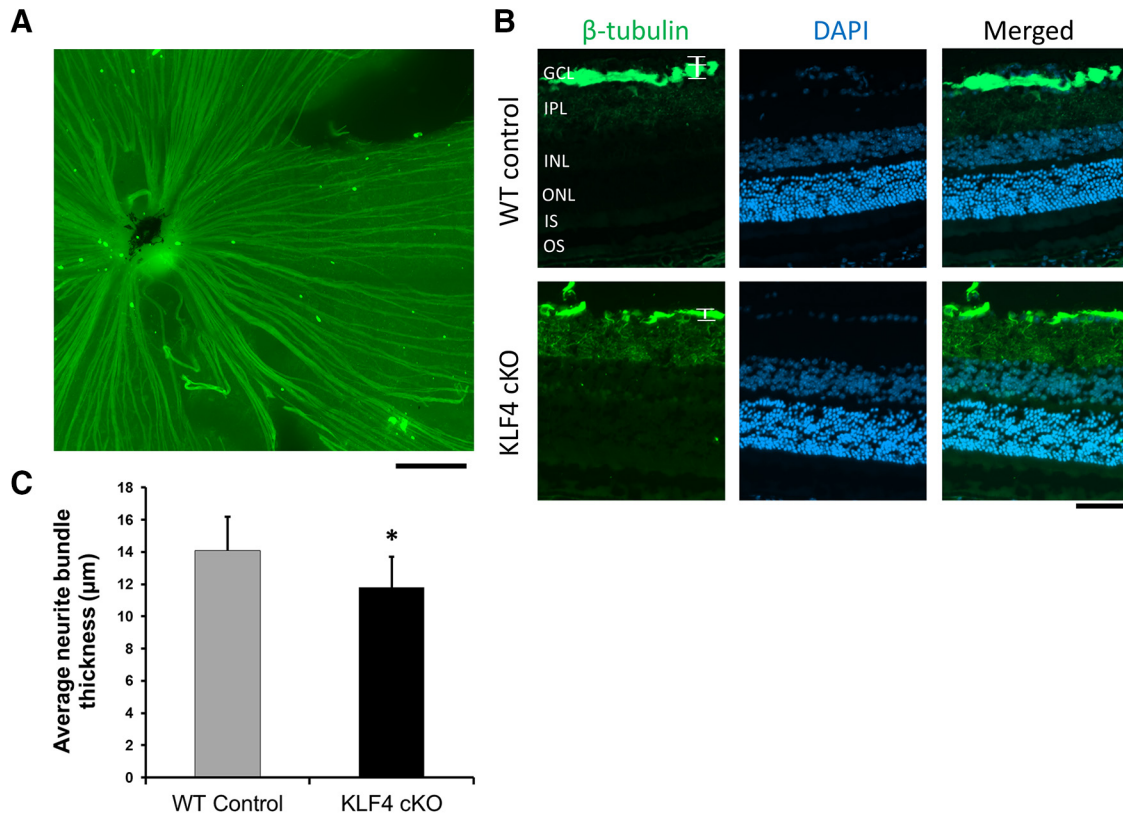 A
B
β-tubulin
DAPI
Merged
WT control
GCL
IPL
INL
ONL
IS
OS
KLF4 cKO
C
Average neurite bundle
thickness (µm)
18
16
14
12
10
8
6
4
2
0
*
WT Control
KLF4 cKO